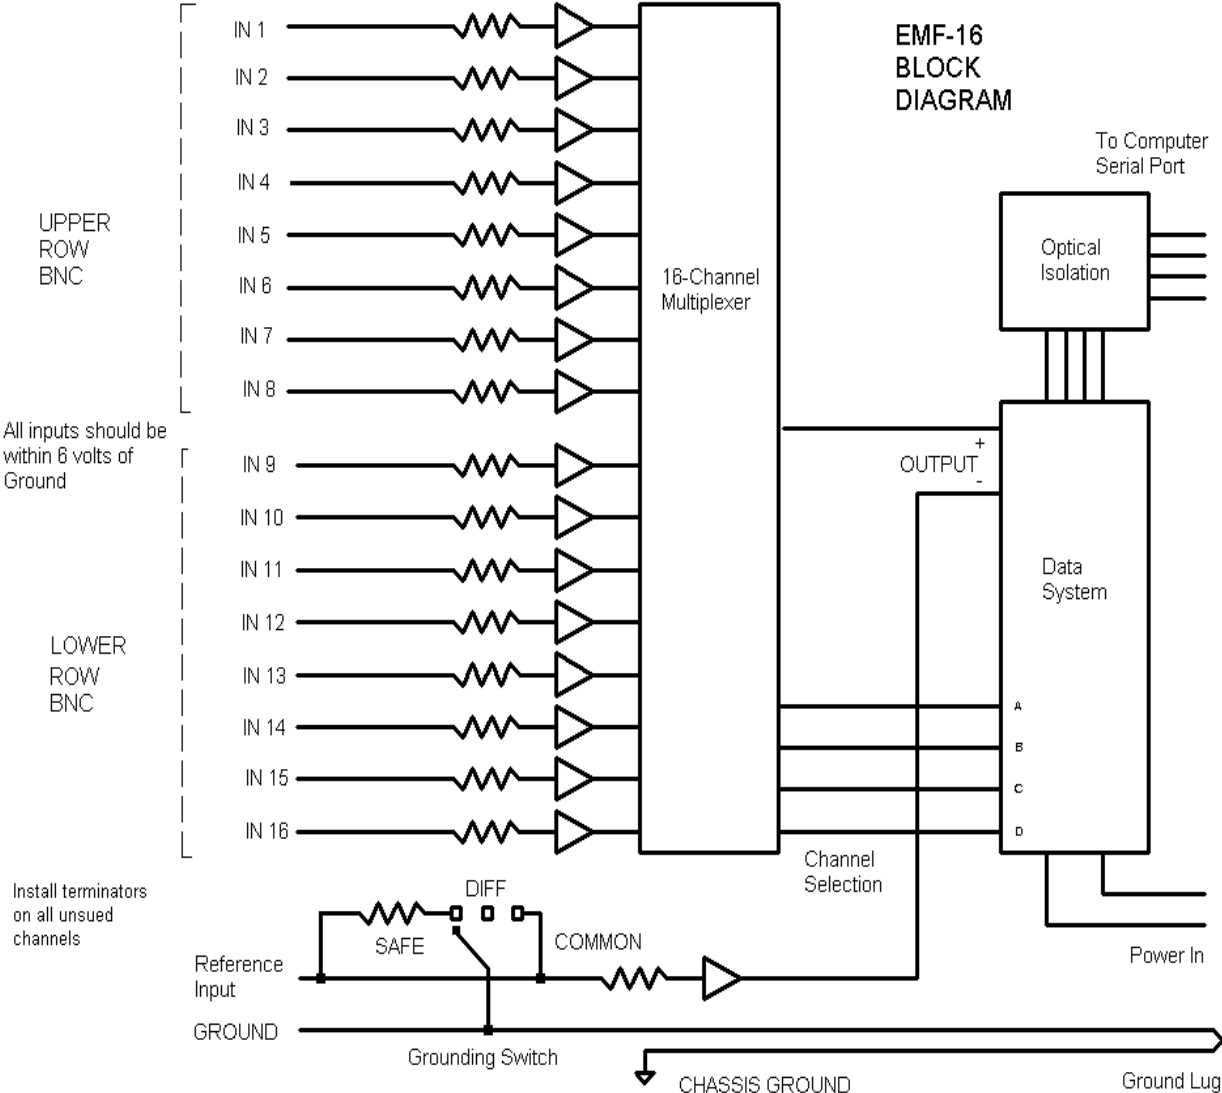 EMF-16
BLOCK
DIAGRAM
IN 1
IN 2
IN 3
IN 4
IN 5
IN 6
IN 7
IN 8
UPPER
ROW
BNC
16-Channel
Multiplexer
To Computer
Serial Port
Optical
Isolation
All inputs should be
within 6 volts of
Ground
IN 9
IN 10
IN 11
IN 12
IN 13
IN 14
IN 15
IN 16
LOWER
ROW
BNC
+
OUTPUT
-
Data
System
A
B
C
D
Channel
Selection
Install terminators
on all unsued
channels
DIFF
SAFE
COMMON
Reference
Input
Power In
GROUND
Grounding Switch
CHASSIS GROUND
Ground Lug